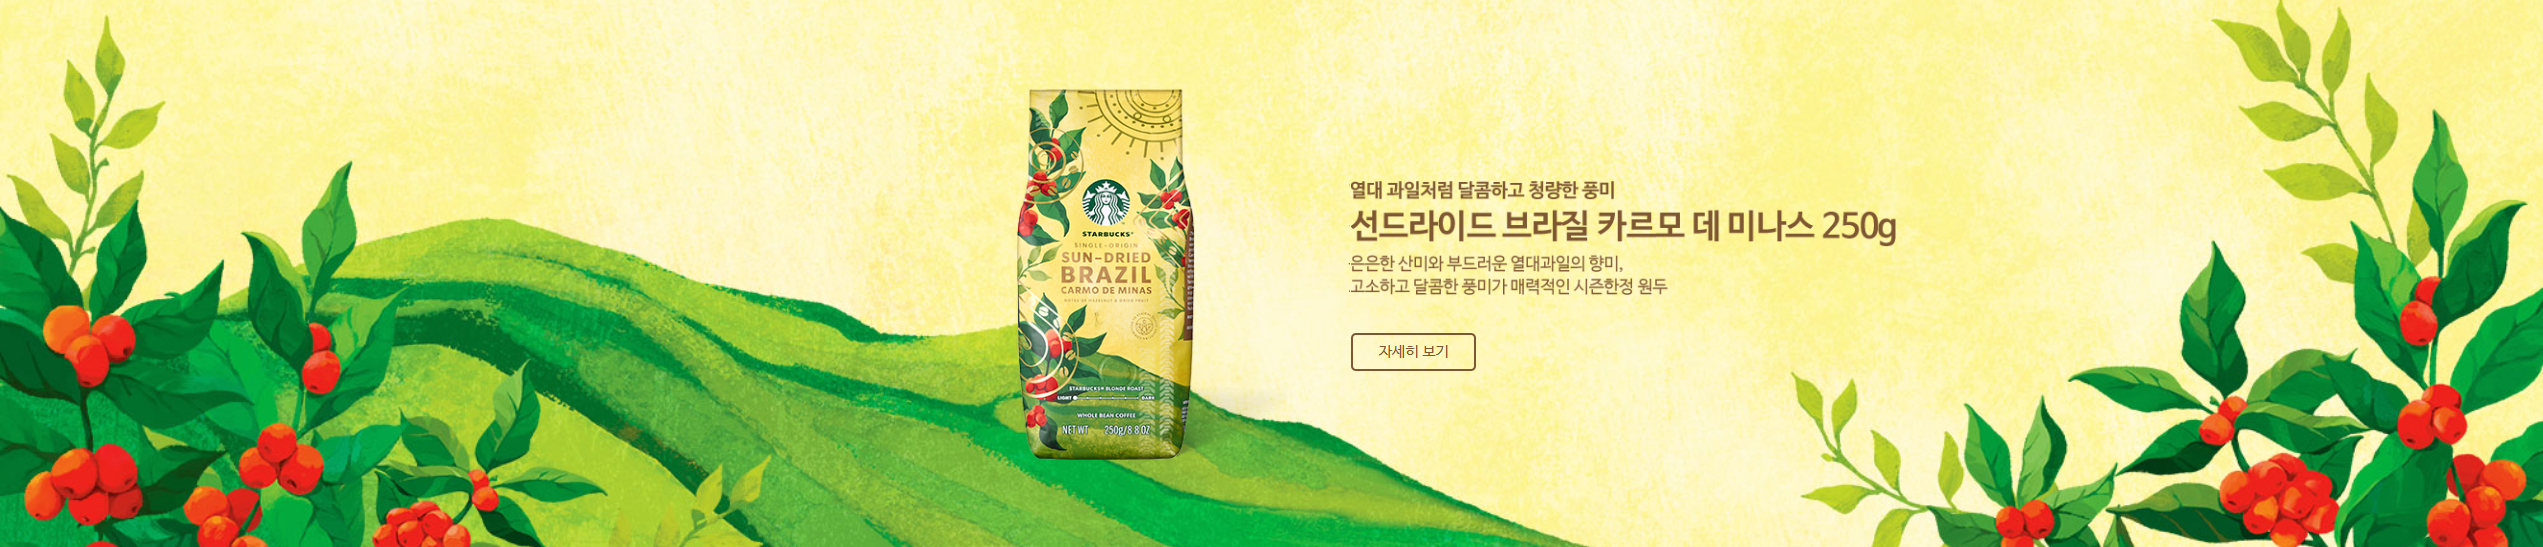 STARBUCKS®
SINGLE-ORIGIN
SUN-DRIED
BRAZIL
CARMO DE MINAS
NOTES OF HAZELNUT & DRIED FRUIT
STARBUCKS® BLONDE ROAST
LIGHT DARK
WHOLE BEAN COFFEE
NET WT 250g/8.8 OZ
열대 과일처럼 달콤하고 청량한 풍미
선드라이드 브라질 카르모 데 미나스 250g
은은한 산미와 부드러운 열대과일의 향미,
고소하고 달콤한 풍미가 매력적인 시즌한정 원두
자세히 보기